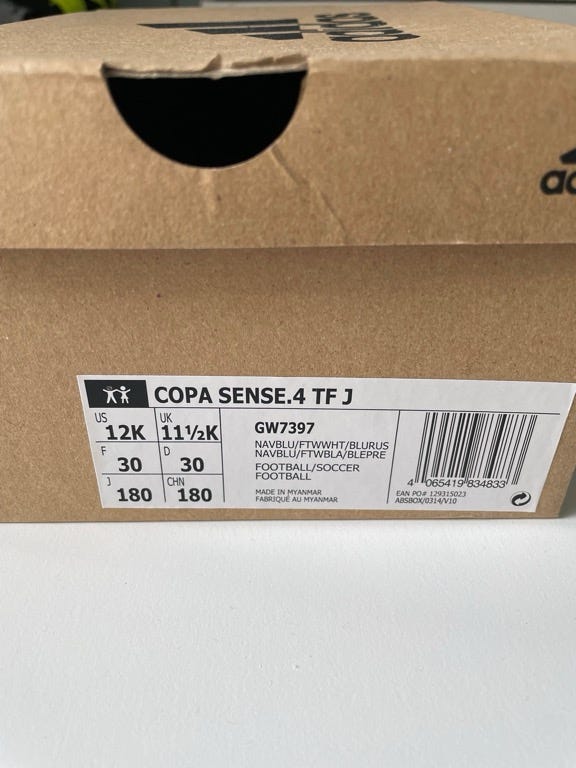 adidas
COPA SENSE.4 TF J
US
12K
UK
11½K
F
30
D
30
J
180
CHN
180
GW7397
NAVBLU/FTWWHT/BLURUS
NAVBLU/FTWBLA/BLEPRE
FOOTBALL/SOCCER
FOOTBALL
MADE IN MYANMAR
FABRIQUÉ AU MYANMAR
4 065419 834833
EAN PO# 129315023
ABSBOX/0314/V10